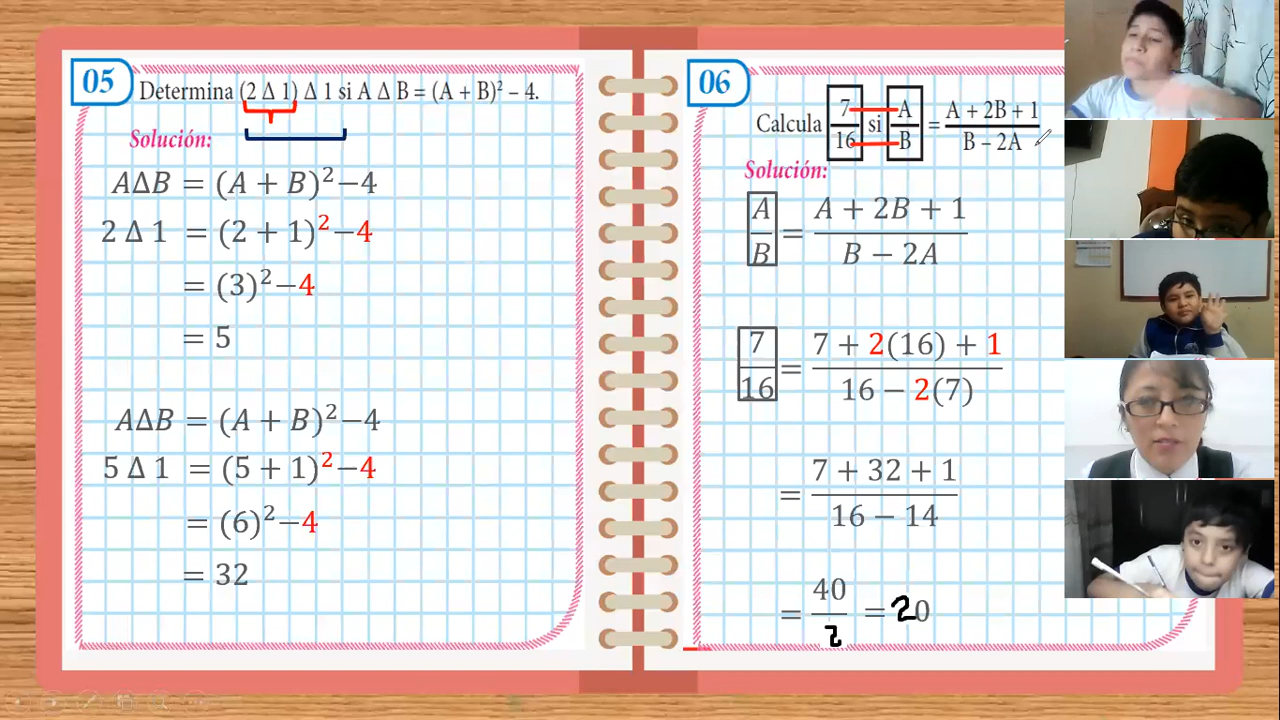 05
Determina (2 Δ 1) Δ 1 si A Δ B = (A + B)² – 4.
Solución:
AΔB = (A + B)² −4
2 Δ 1 = (2 + 1)² −4
= (3)² −4
= 5
AΔB = (A + B)² −4
5 Δ 1 = (5 + 1)² −4
= (6)² −4
= 32
06
Calcula 7/16 si A/B = A + 2B + 1 / B – 2A
Solución:
A/B = A + 2B + 1 / B − 2A
7/16 = 7 + 2(16) + 1 / 16 − 2(7)
= 7 + 32 + 1 / 16 − 14
= 40/2 = 20